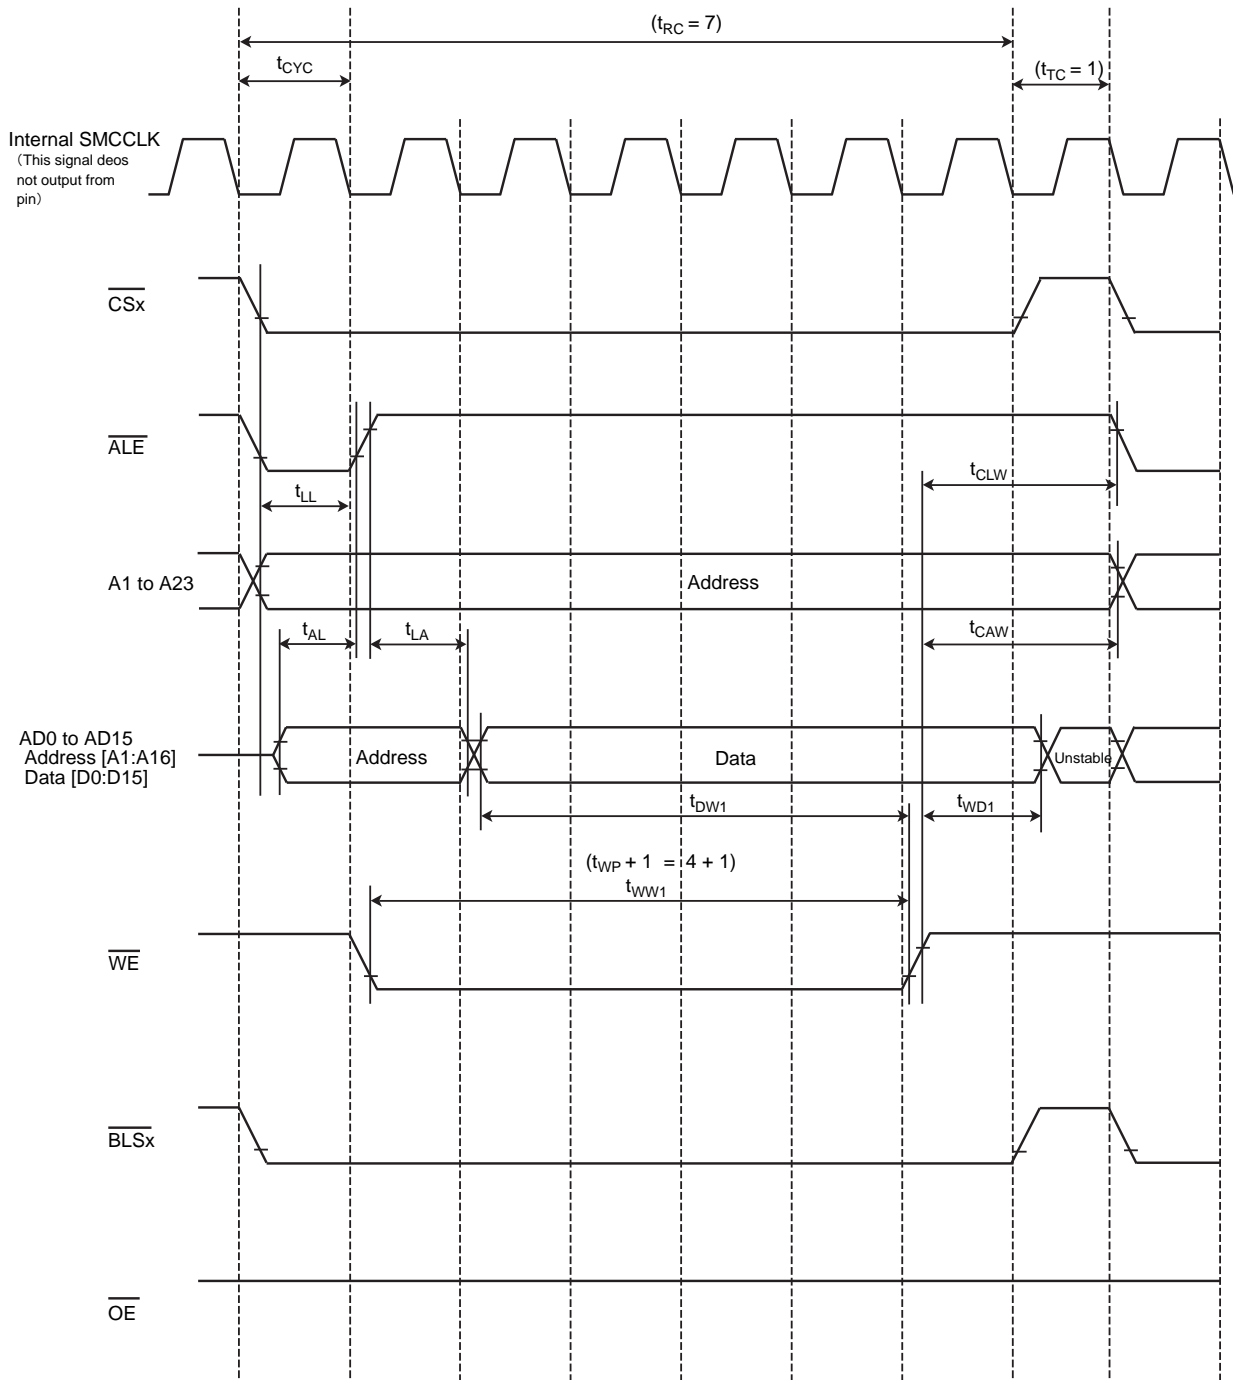 (tRC = 7)
tCYC
(tTC = 1)
Internal SMCCLK
（This signal deos
not output from
pin）
CSx
ALE
tCLW
tLL
A1 to A23
Address
tAL
tLA
tCAW
AD0 to AD15
Address [A1:A16]
Data [D0:D15]
Address
Data
Unstable
tDW1
tWD1
(tWP + 1 = 4 + 1)
tWW1
WE
BLSx
OE